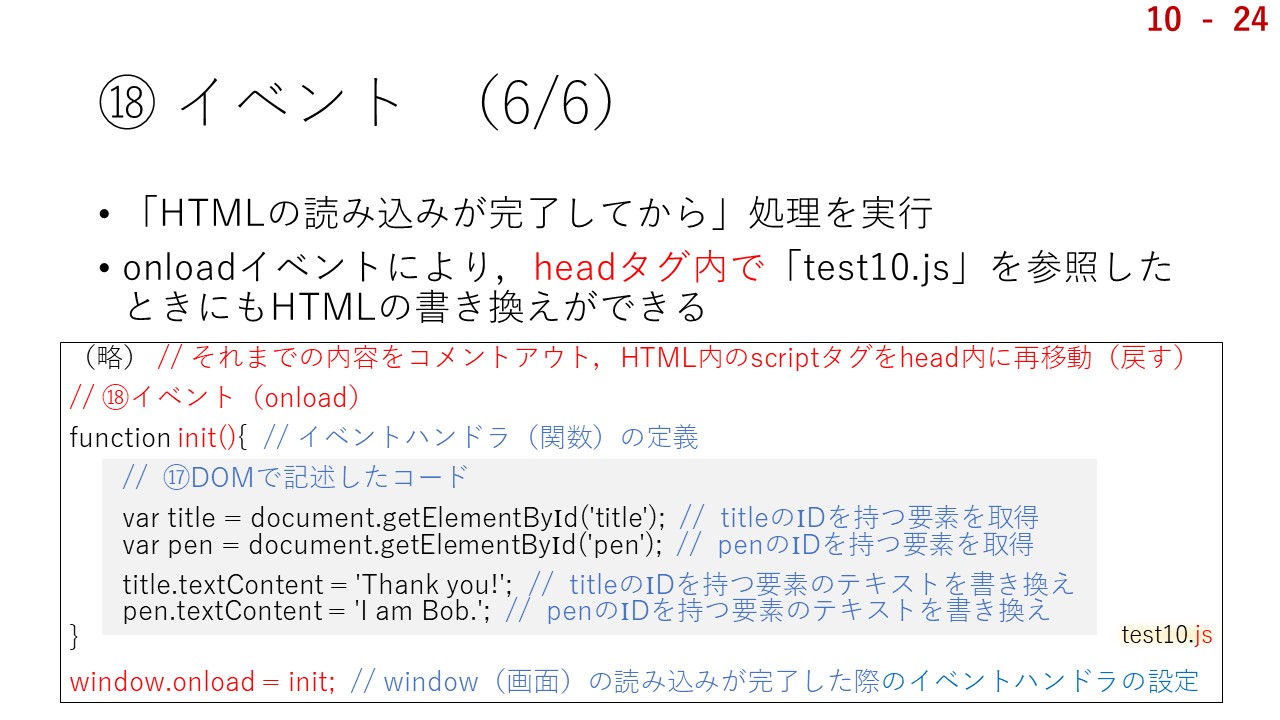 10 - 24
⑱ イベント （6/6）
• 「HTMLの読み込みが完了してから」処理を実行
• onloadイベントにより，headタグ内で「test10.js」を参照した
ときにもHTMLの書き換えができる
（略） // それまでの内容をコメントアウト，HTML内のscriptタグをhead内に再移動（戻す）
// ⑱イベント（onload）
function init(){ // イベントハンドラ（関数）の定義
// ⑰DOMで記述したコード
var title = document.getElementById('title'); // titleのIDを持つ要素を取得
var pen = document.getElementById('pen'); // penのIDを持つ要素を取得
title.textContent = 'Thank you!'; // titleのIDを持つ要素のテキストを書き換え
pen.textContent = 'I am Bob.'; // penのIDを持つ要素のテキストを書き換え
}
test10.js
window.onload = init; // window（画面）の読み込みが完了した際のイベントハンドラの設定